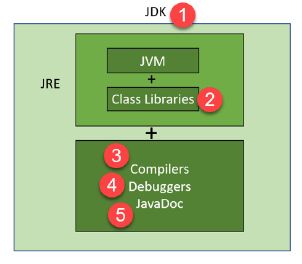 JDK 1
JVM
+
JRE
Class Libraries 2
+
3
Compilers
4 Debuggers
5 JavaDoc